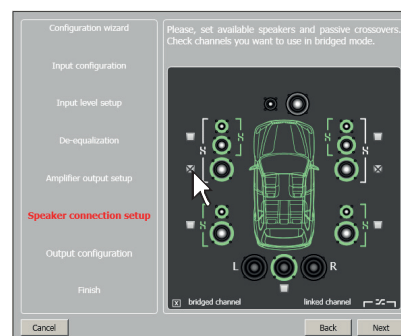 Configuration wizard
Input configuration
Input level setup
De-equalization
Amplifier output setup
Speaker connection setup
Output configuration
Finish
Please, set available speakers and passive crossovers.
Check channels you want to use in bridged mode.
L R
X bridged channel linked channel
Cancel Back Next